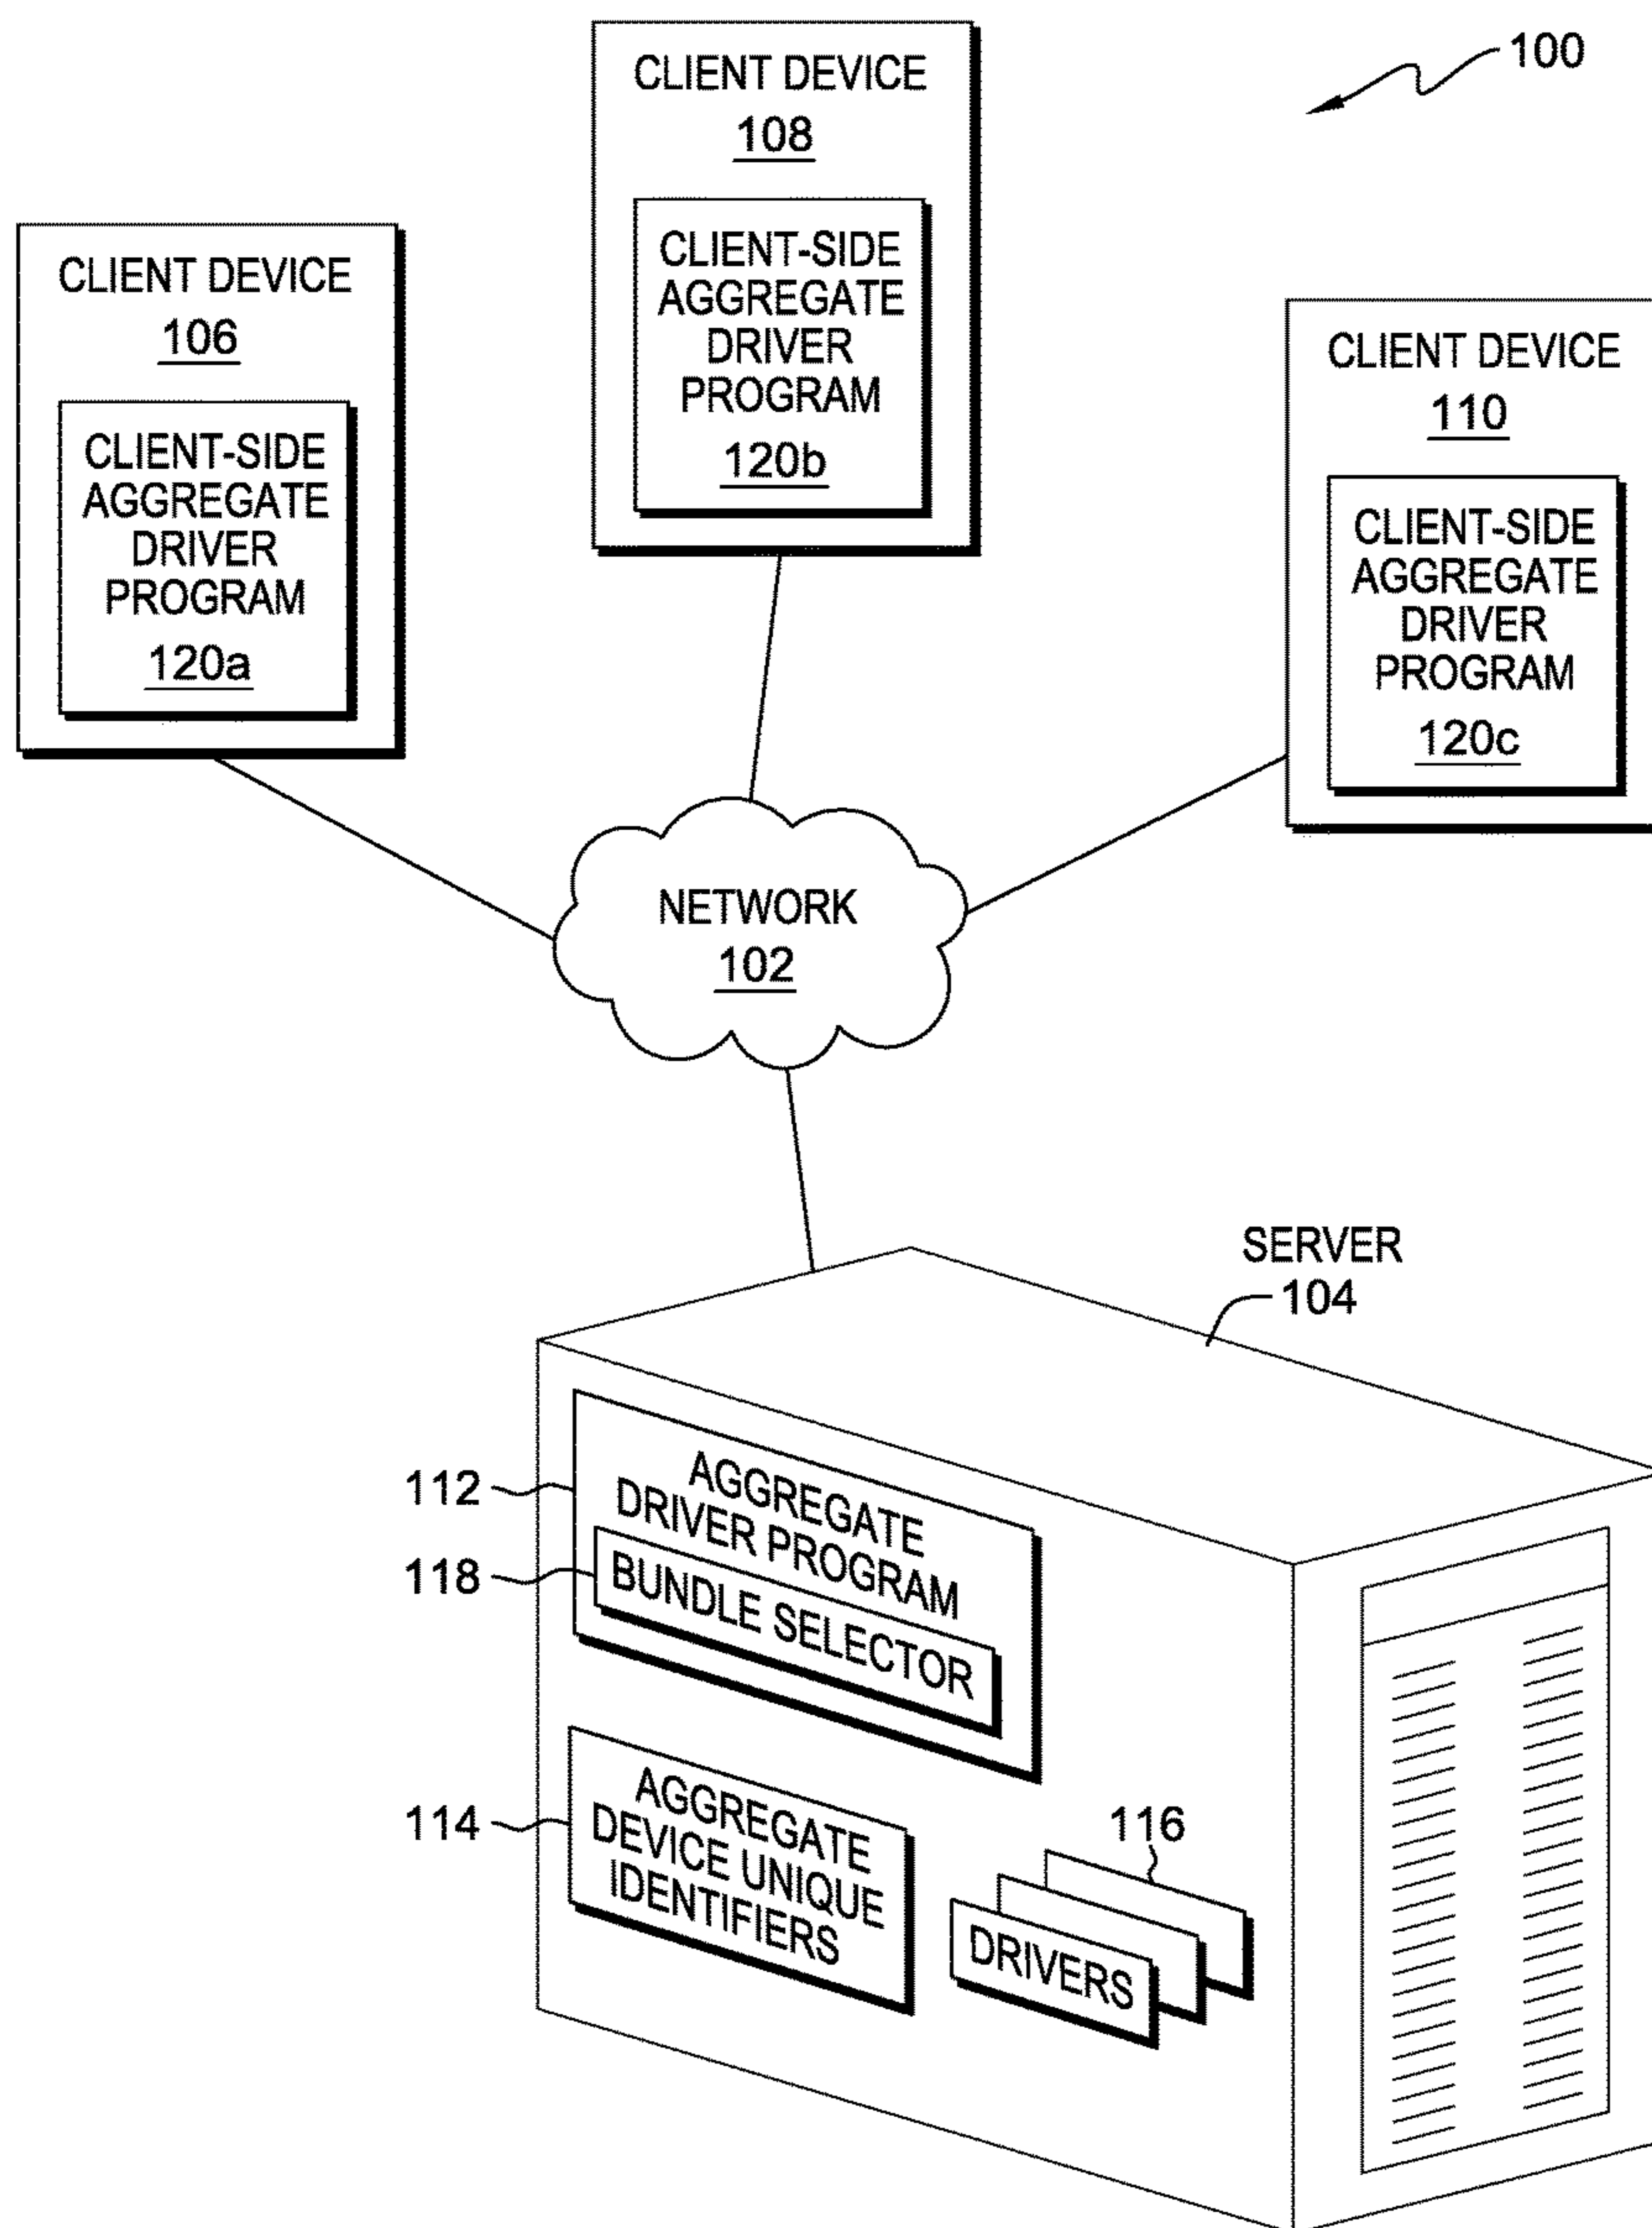 100
CLIENT DEVICE
108
CLIENT-SIDE
AGGREGATE
DRIVER
PROGRAM
120b
CLIENT DEVICE
106
CLIENT-SIDE
AGGREGATE
DRIVER
PROGRAM
120a
CLIENT DEVICE
110
CLIENT-SIDE
AGGREGATE
DRIVER
PROGRAM
120c
NETWORK
102
SERVER
104
112
AGGREGATE
DRIVER PROGRAM
118
BUNDLE SELECTOR
114
AGGREGATE
DEVICE UNIQUE
IDENTIFIERS
116
DRIVERS